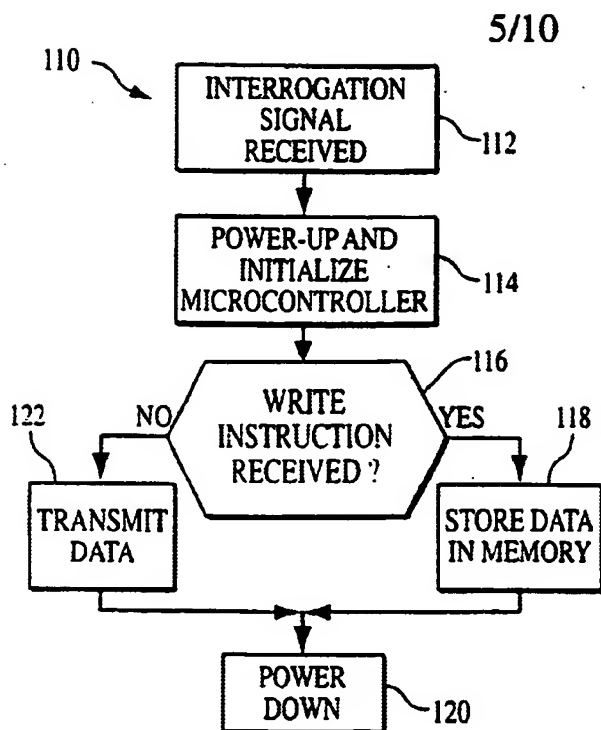 5/10
110
INTERROGATION
SIGNAL
RECEIVED
112
POWER-UP AND
INITIALIZE
MICROCONTROLLER
114
116
WRITE
INSTRUCTION
RECEIVED ?
NO
YES
122
118
TRANSMIT
DATA
STORE DATA
IN MEMORY
POWER
DOWN
120